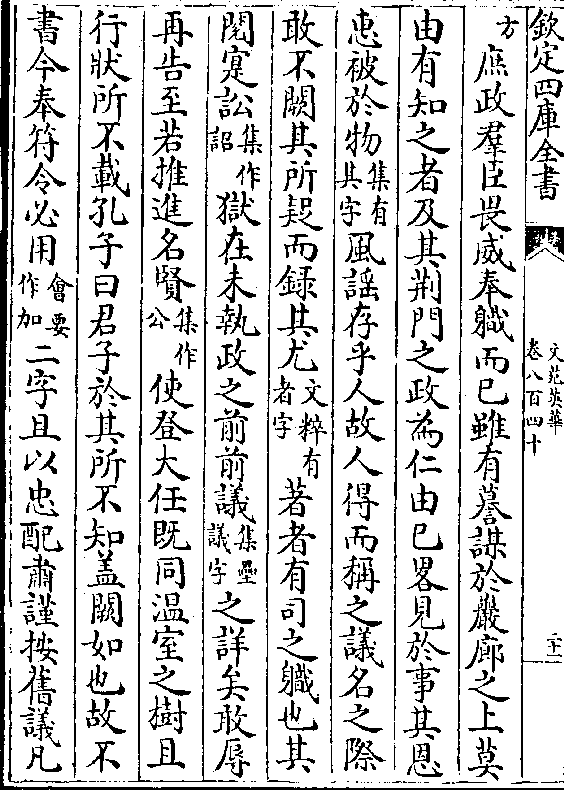 欽定四庫全書
文苑英華
卷八百四十
二十一
方庶政羣臣畏威奉職而已雖有謩謀於巖廊之上莫
由有知之者及其荆門之政為仁由已畧見於事其恩
恵被於物集有其字風謡存乎人故人得而稱之議名之際
敢不闕其所疑而録其尤文粹有者字著者有司之職也其
閲寔訟集作詔獄在未執政之前前議集疊議字之詳矣敢辱
再告至若推進名賢集作公使登大任既同温室之樹且
行狀所不載孔子曰君子於其所不知盖闕如也故不
書今奉符令必用會要作加二字且以忠配肅謹按舊議凡